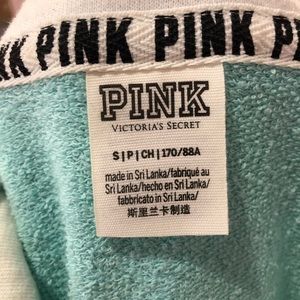 PINK PINK PINK PINK
PINK
VICTORIA'S SECRET
S|P|CH|170/88A
made in Sri Lanka/fabriqué au
Sri Lanka/hecho en Sri Lanka/
fabbricato in Sri Lanka/
斯里兰卡制造